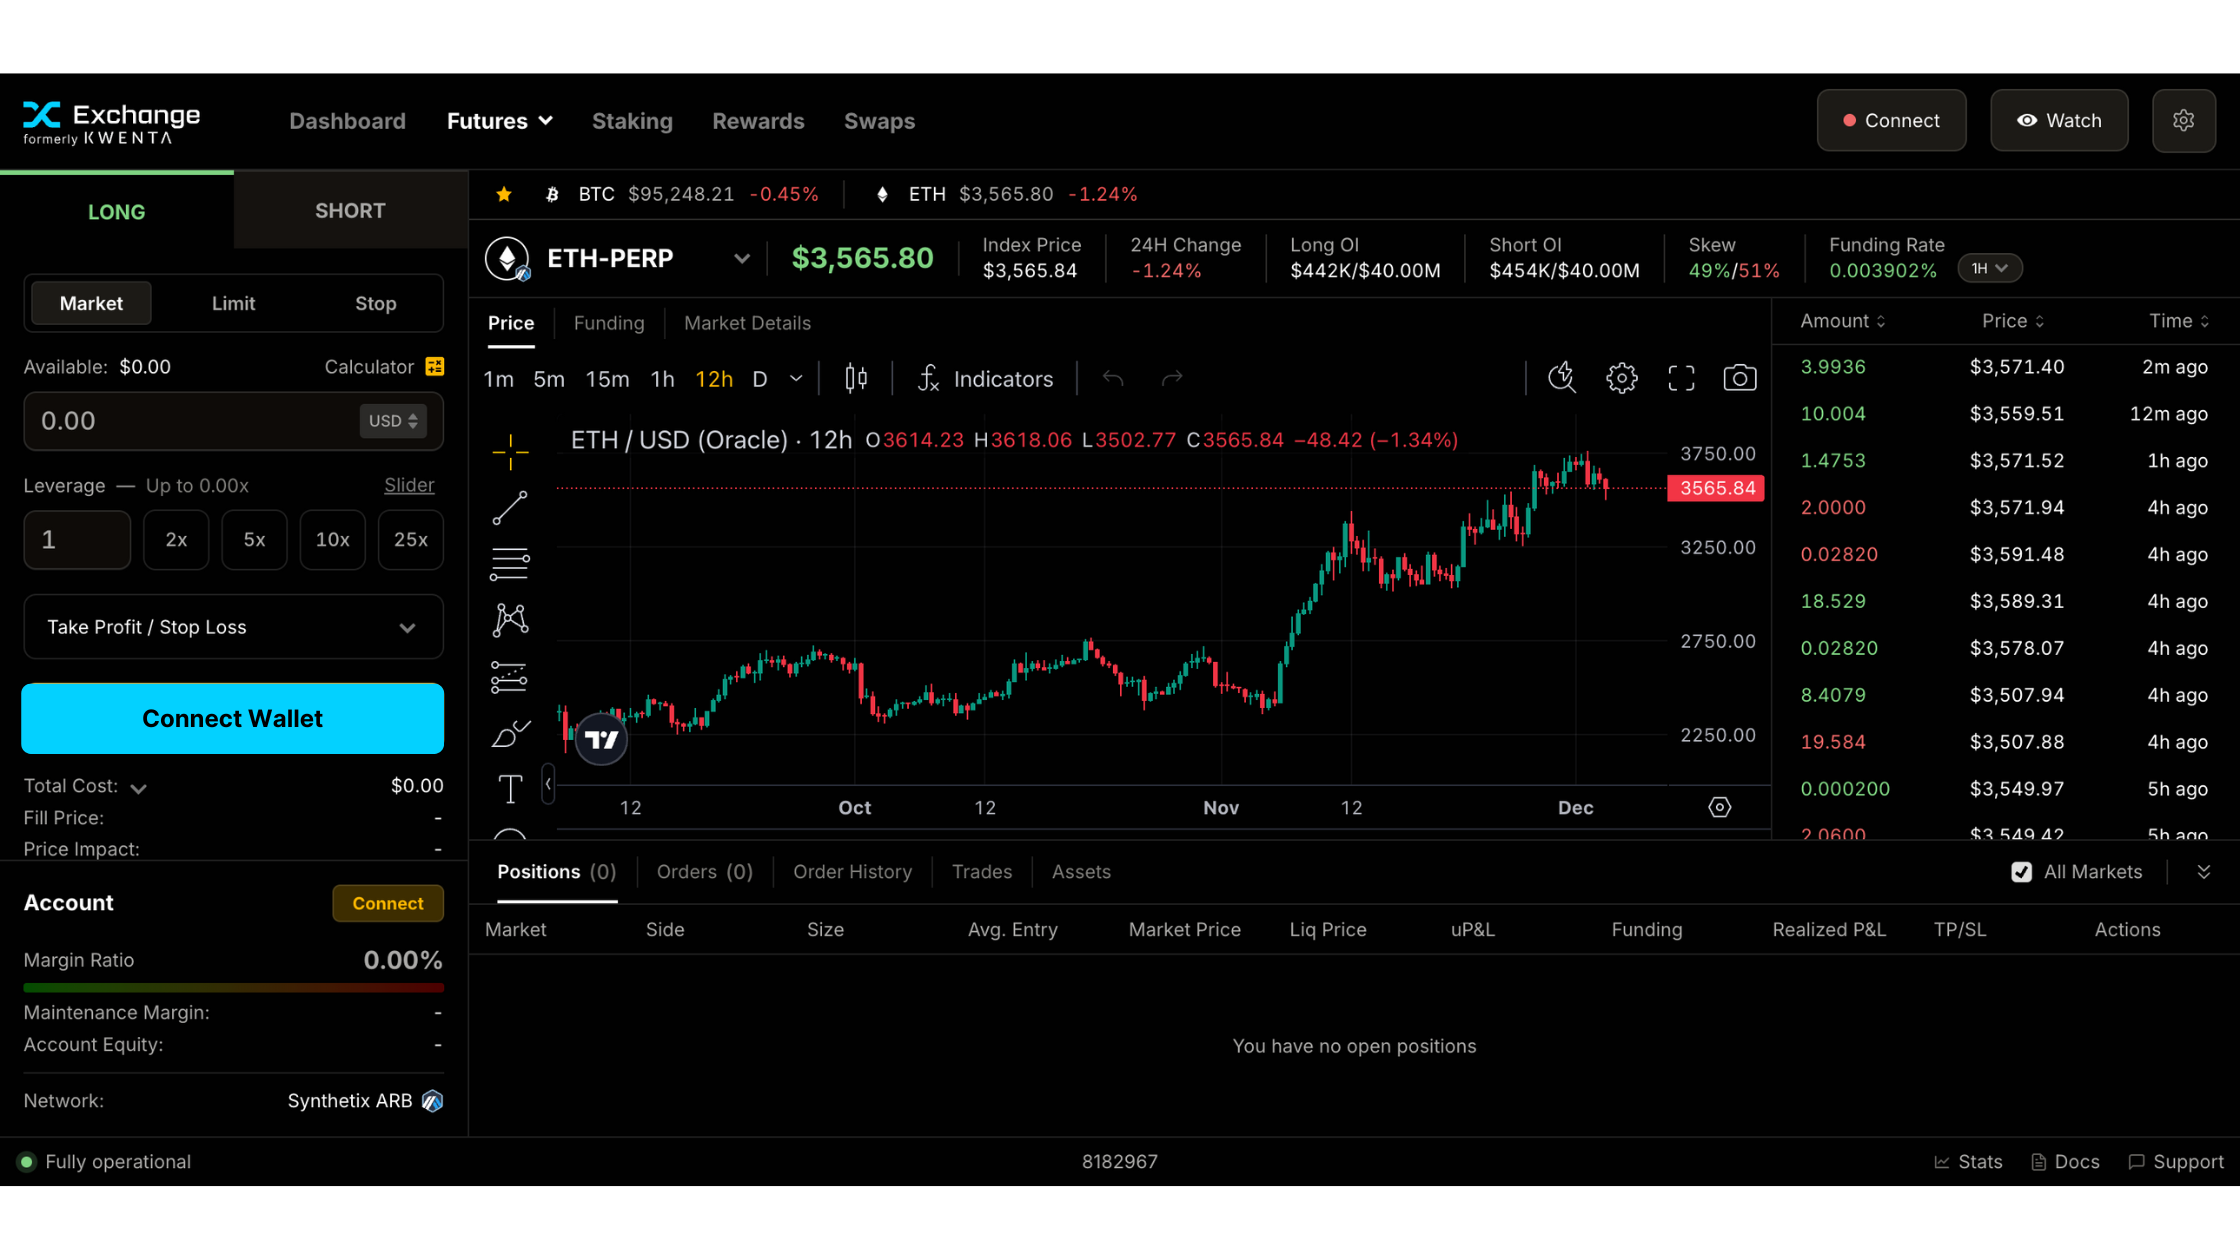 Exchange
formerly KWENTA
Dashboard Futures Staking Rewards Swaps
Connect Watch
LONG SHORT
BTC $95,248.21 -0.45% ETH $3,565.80 -1.24%
ETH-PERP $3,565.80
Index Price 24H Change Long OI Short OI Skew Funding Rate
$3,565.84 -1.24% $442K/$40.00M $454K/$40.00M 49%/51% 0.003902% 1H
Market Limit Stop
Available: $0.00 Calculator
0.00 USD
Leverage — Up to 0.00x Slider
1 2x 5x 10x 25x
Take Profit / Stop Loss
Connect Wallet
Total Cost: $0.00
Fill Price: -
Price Impact: -
Account Connect
Margin Ratio 0.00%
Maintenance Margin: -
Account Equity: -
Network: Synthetix ARB
Price Funding Market Details
1m 5m 15m 1h 12h D Indicators
ETH / USD (Oracle) · 12h O3614.23 H3618.06 L3502.77 C3565.84 −48.42 (−1.34%)
3750.00
3565.84
3250.00
2750.00
2250.00
12 Oct 12 Nov 12 Dec
Amount Price Time
3.9936 $3,571.40 2m ago
10.004 $3,559.51 12m ago
1.4753 $3,571.52 1h ago
2.0000 $3,571.94 4h ago
0.02820 $3,591.48 4h ago
18.529 $3,589.31 4h ago
0.02820 $3,578.07 4h ago
8.4079 $3,507.94 4h ago
19.584 $3,507.88 4h ago
0.000200 $3,549.97 5h ago
2.0600 $3,549.42 5h ago
Positions (0) Orders (0) Order History Trades Assets All Markets
Market Side Size Avg. Entry Market Price Liq Price uP&L Funding Realized P&L TP/SL Actions
You have no open positions
Fully operational 8182967 Stats Docs Support